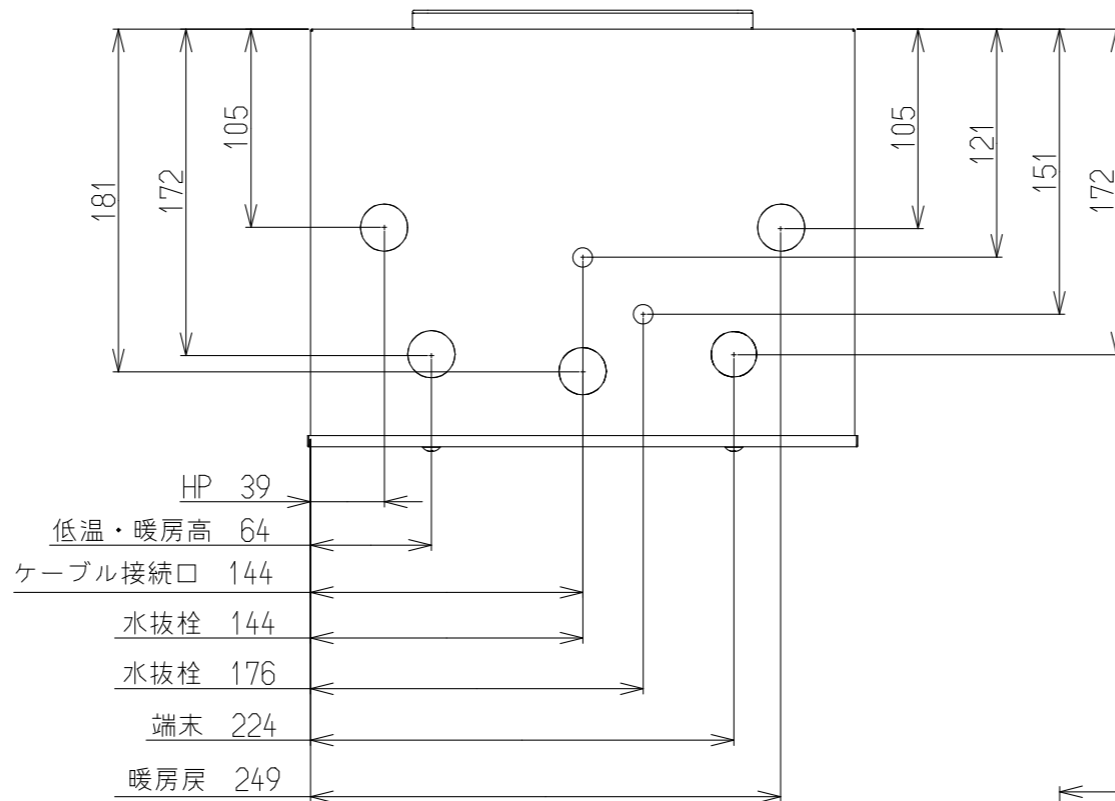 105
172
181
105
121
151
172
HP 39
低温・暖房高 64
ケーブル接続口 144
水抜栓 144
水抜栓 176
端末 224
暖房戻 249